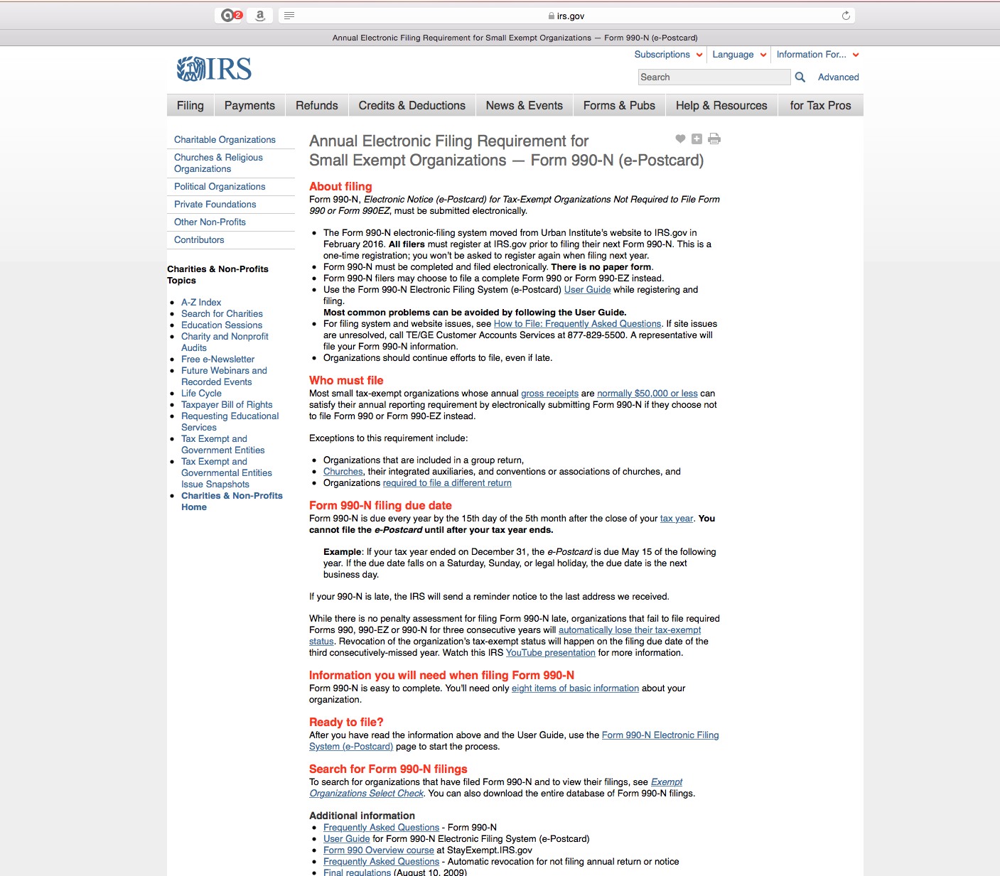 2
a
irs.gov
Annual Electronic Filing Requirement for Small Exempt Organizations — Form 990-N (e-Postcard)
Subscriptions
Language
Information For...
IRS
Search
Advanced
Filing
Payments
Refunds
Credits & Deductions
News & Events
Forms & Pubs
Help & Resources
for Tax Pros
Charitable Organizations
Churches & Religious
Organizations
Political Organizations
Private Foundations
Other Non-Profits
Contributors
Charities & Non-Profits
Topics
A-Z Index
Search for Charities
Education Sessions
Charity and Nonprofit
Audits
Free e-Newsletter
Future Webinars and
Recorded Events
Life Cycle
Taxpayer Bill of Rights
Requesting Educational
Services
Tax Exempt and
Government Entities
Tax Exempt and
Governmental Entities
Issue Snapshots
Charities & Non-Profits
Home
Annual Electronic Filing Requirement for
Small Exempt Organizations — Form 990-N (e-Postcard)
About filing
Form 990-N, Electronic Notice (e-Postcard) for Tax-Exempt Organizations Not Required to File Form
990 or Form 990EZ, must be submitted electronically.
The Form 990-N electronic-filing system moved from Urban Institute's website to IRS.gov in
February 2016. All filers must register at IRS.gov prior to filing their next Form 990-N. This is a
one-time registration; you won't be asked to register again when filing next year.
Form 990-N must be completed and filed electronically. There is no paper form.
Form 990-N filers may choose to file a complete Form 990 or Form 990-EZ instead.
Use the Form 990-N Electronic Filing System (e-Postcard) User Guide while registering and
filing.
Most common problems can be avoided by following the User Guide.
For filing system and website issues, see How to File: Frequently Asked Questions. If site issues
are unresolved, call TE/GE Customer Accounts Services at 877-829-5500. A representative will
file your Form 990-N information.
Organizations should continue efforts to file, even if late.
Who must file
Most small tax-exempt organizations whose annual gross receipts are normally $50,000 or less can
satisfy their annual reporting requirement by electronically submitting Form 990-N if they choose not
to file Form 990 or Form 990-EZ instead.
Exceptions to this requirement include:
Organizations that are included in a group return,
Churches, their integrated auxiliaries, and conventions or associations of churches, and
Organizations required to file a different return
Form 990-N filing due date
Form 990-N is due every year by the 15th day of the 5th month after the close of your tax year. You
cannot file the e-Postcard until after your tax year ends.
Example: If your tax year ended on December 31, the e-Postcard is due May 15 of the following
year. If the due date falls on a Saturday, Sunday, or legal holiday, the due date is the next
business day.
If your 990-N is late, the IRS will send a reminder notice to the last address we received.
While there is no penalty assessment for filing Form 990-N late, organizations that fail to file required
Forms 990, 990-EZ or 990-N for three consecutive years will automatically lose their tax-exempt
status. Revocation of the organization's tax-exempt status will happen on the filing due date of the
third consecutively-missed year. Watch this IRS YouTube presentation for more information.
Information you will need when filing Form 990-N
Form 990-N is easy to complete. You'll need only eight items of basic information about your
organization.
Ready to file?
After you have read the information above and the User Guide, use the Form 990-N Electronic Filing
System (e-Postcard) page to start the process.
Search for Form 990-N filings
To search for organizations that have filed Form 990-N and to view their filings, see Exempt
Organizations Select Check. You can also download the entire database of Form 990-N filings.
Additional information
Frequently Asked Questions - Form 990-N
User Guide for Form 990-N Electronic Filing System (e-Postcard)
Form 990 Overview course at StayExempt.IRS.gov
Frequently Asked Questions - Automatic revocation for not filing annual return or notice
Final regulations (August 10, 2009)